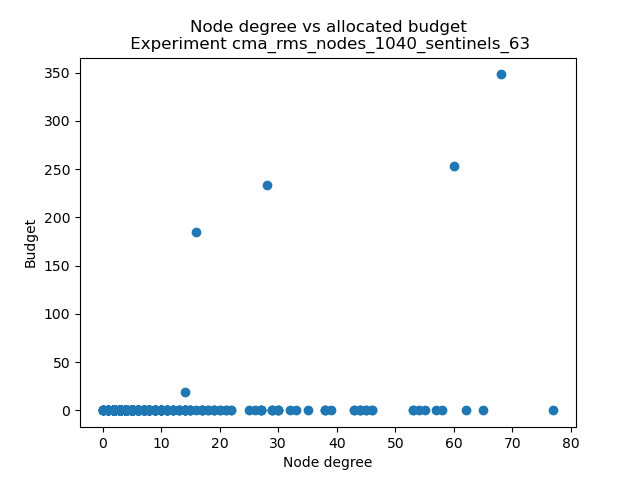 Node degree vs allocated budget
Experiment cma_rms_nodes_1040_sentinels_63
350
300
250
200
150
100
50
0
Budget
0 10 20 30 40 50 60 70 80
Node degree